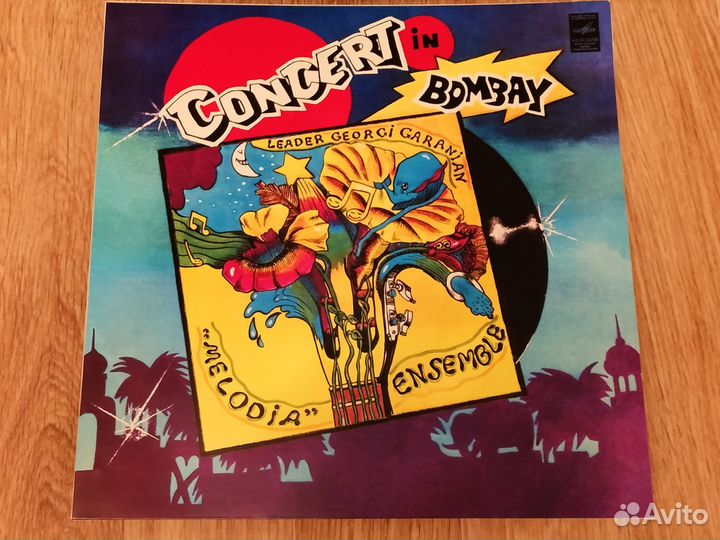 CONCERT in
BOMBAY
LEADER GEORGI GARANIAN
"MELODIA"
ENSEMBLE
Avito